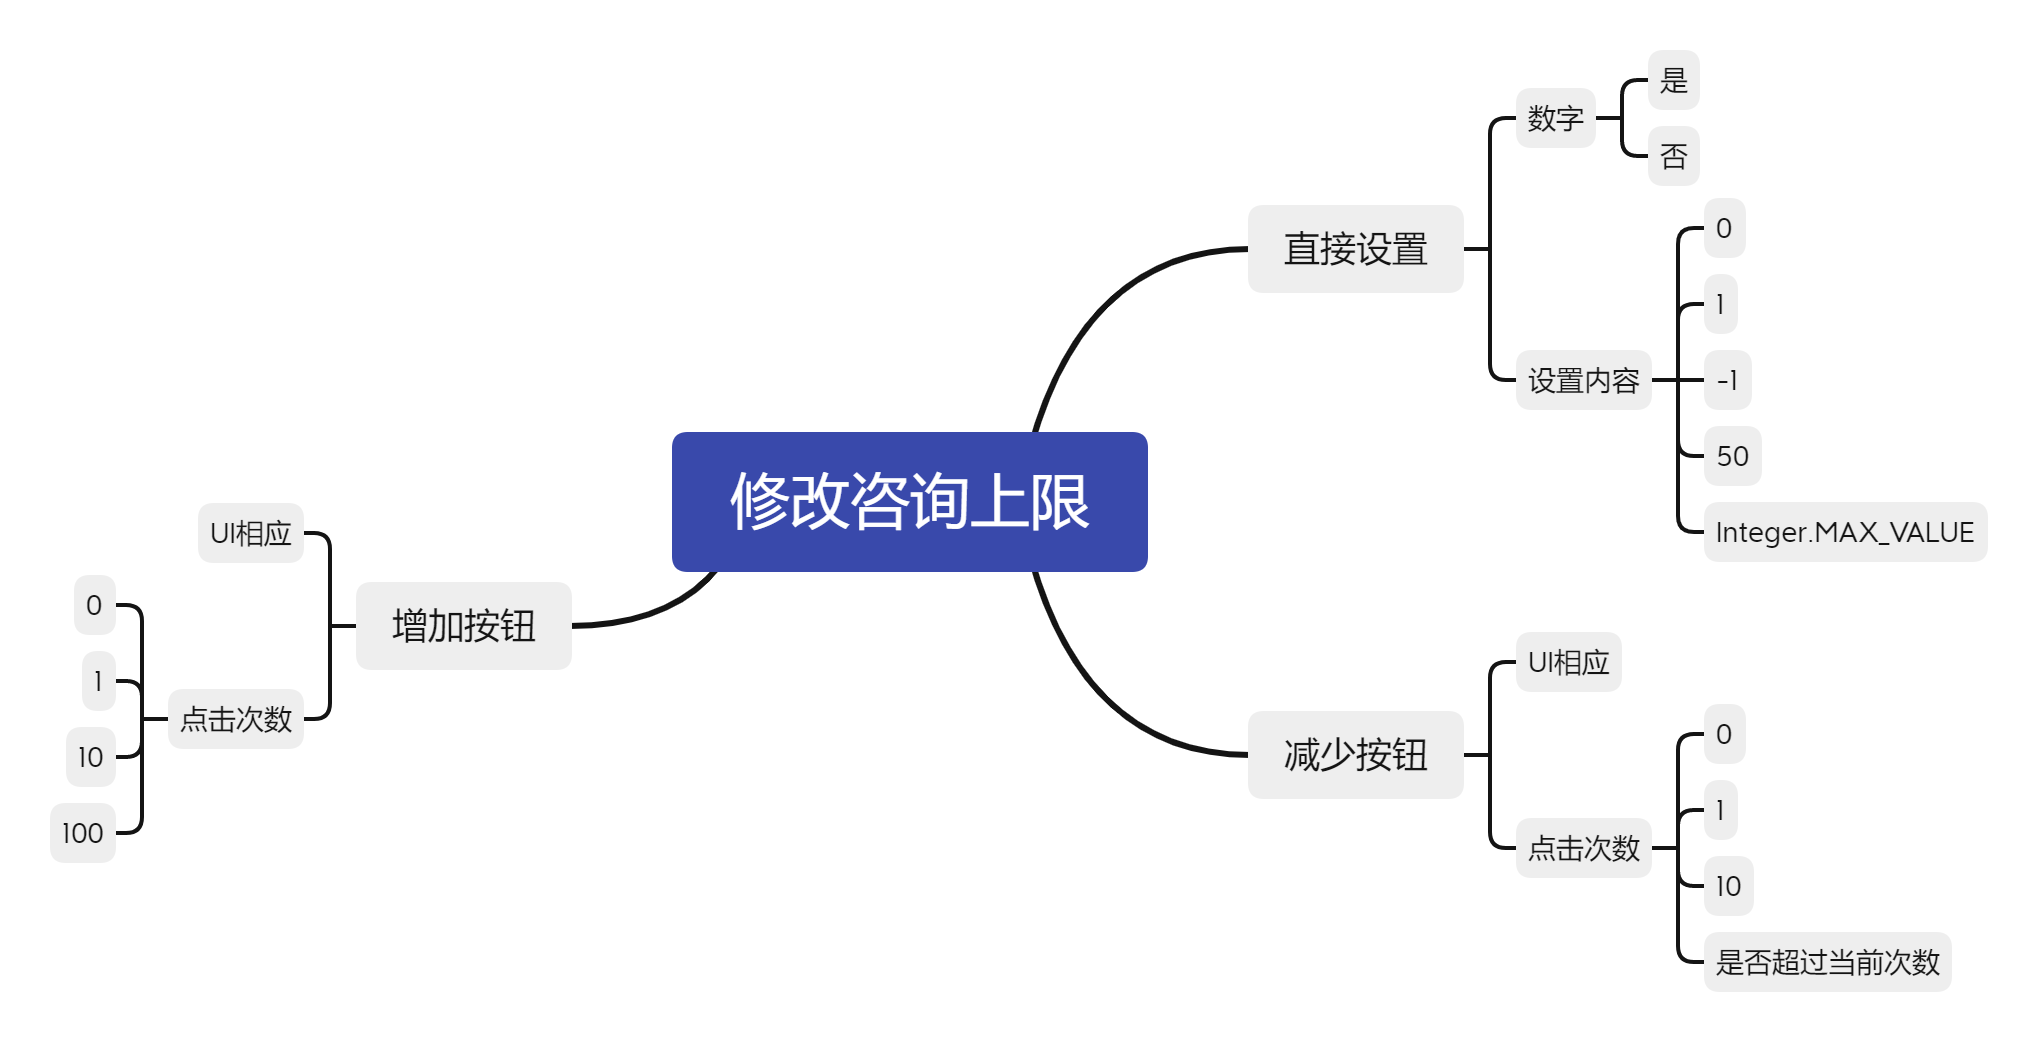 修改咨询上限
直接设置
数字
是
否
设置内容
0
1
-1
50
Integer.MAX_VALUE
减少按钮
UI相应
点击次数
0
1
10
是否超过当前次数
增加按钮
UI相应
点击次数
0
1
10
100